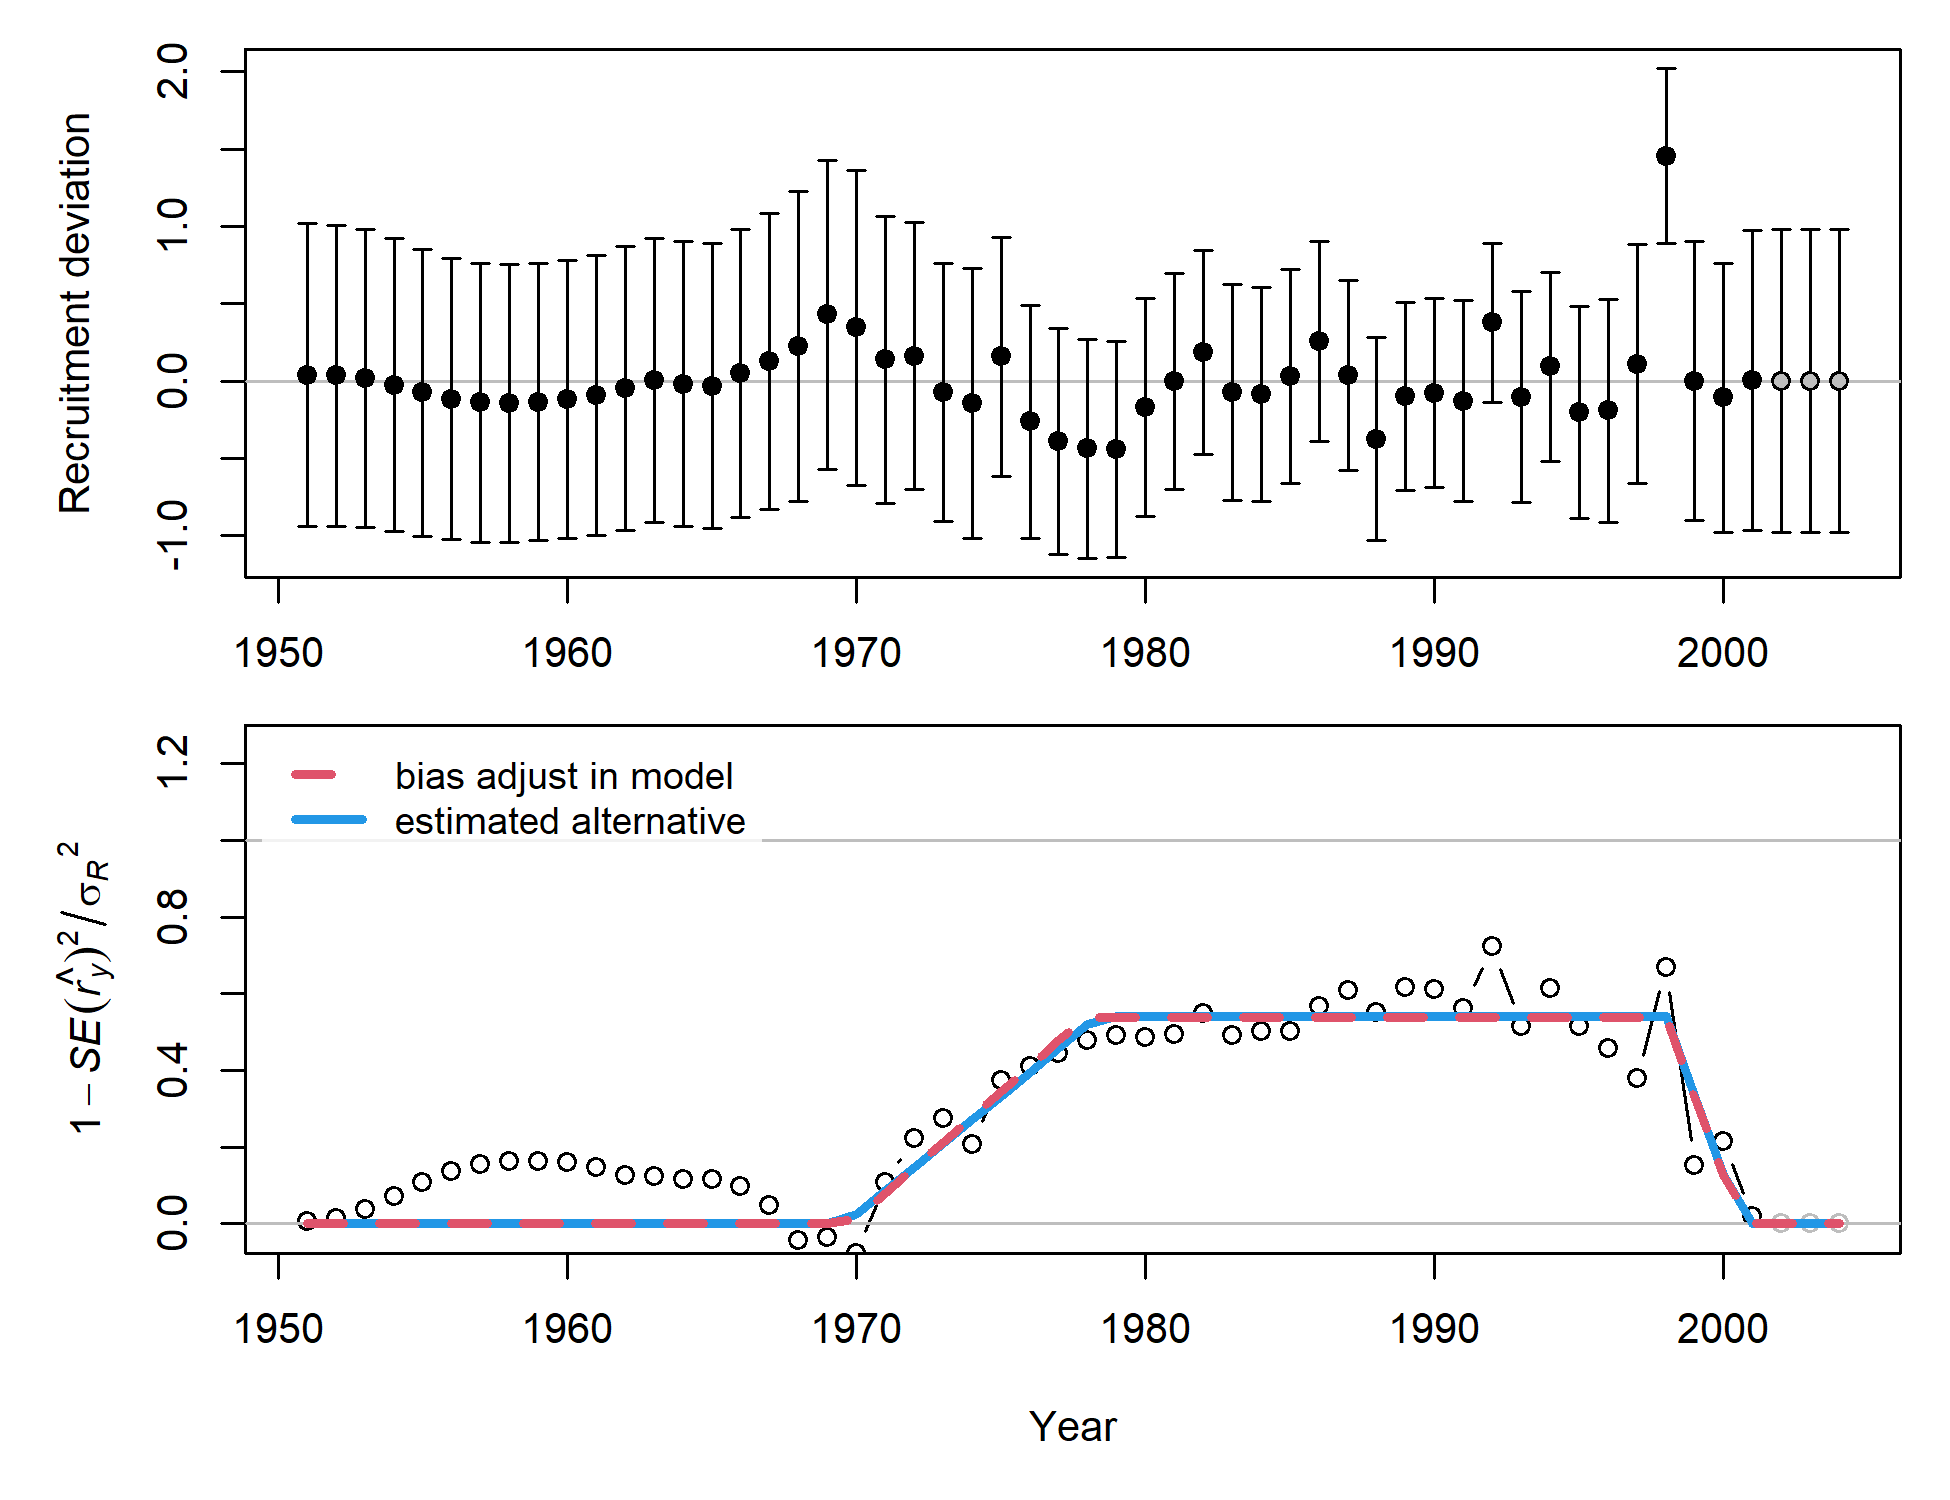 Recruitment deviation
2.0
1.0
0.0
-1.0
1950 1960 1970 1980 1990 2000
bias adjust in model
estimated alternative
1 − SE(r̂y)² / σR²
1.2
0.8
0.4
0.0
1950 1960 1970 1980 1990 2000
Year